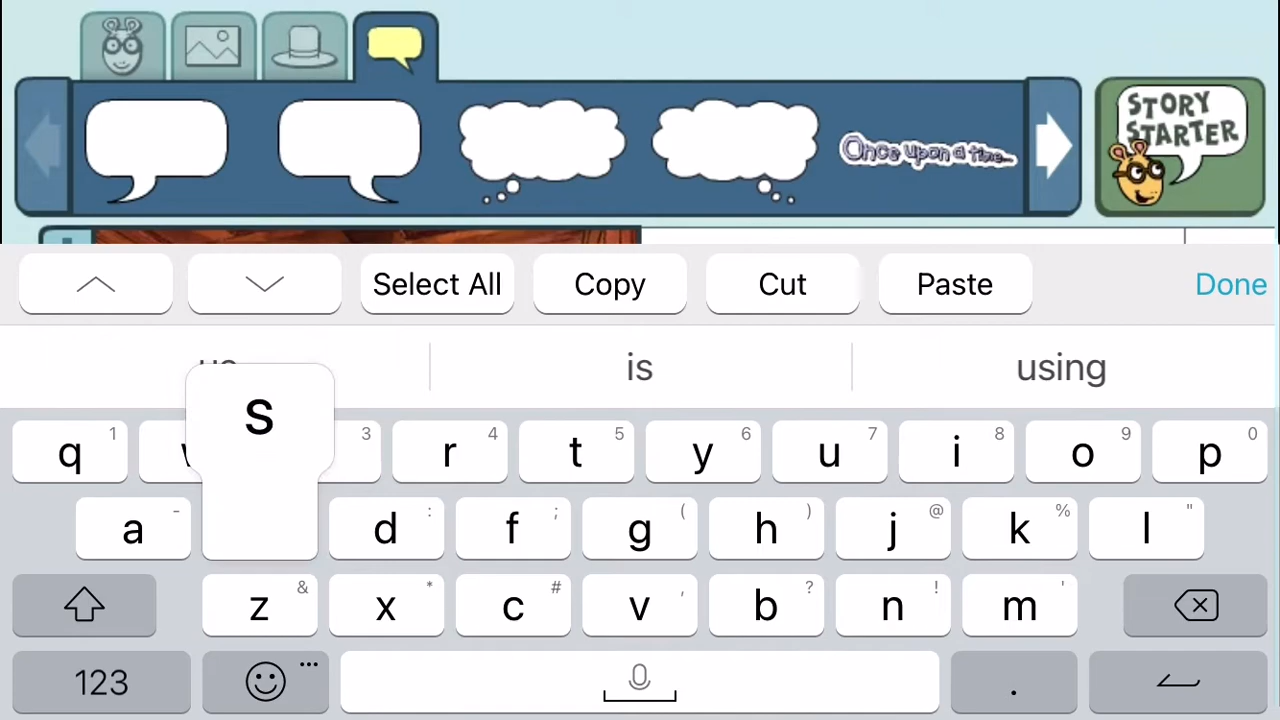 STORY
STARTER
Once upon a time...
Select All Copy Cut Paste Done
is using
s
q 1 3 r 4 t 5 y 6 u 7 i 8 o 9 p 0
a - d : f ; g ( h ) j @ k % l "
z & x * c # v , b ? n ! m '
123 .